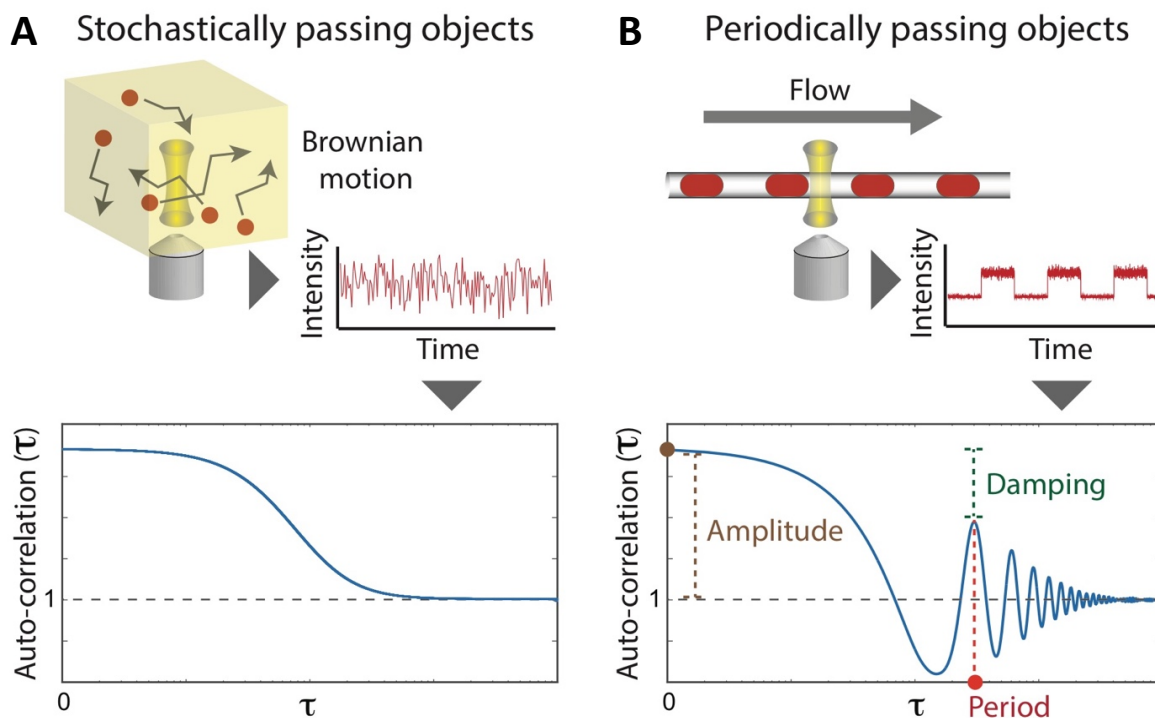 A Stochastically passing objects
Brownian
motion
Intensity
Time
Auto-correlation (τ)
1
0
τ
B Periodically passing objects
Flow
Intensity
Time
Auto-correlation (τ)
Amplitude
Damping
1
0
τ
Period